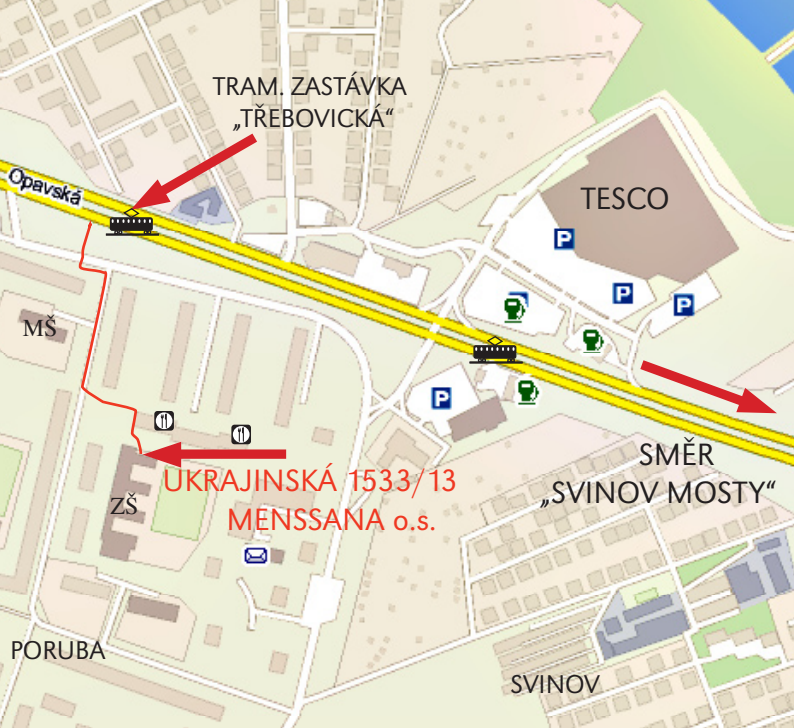 TRAM. ZASTÁVKA
„TŘEBOVICKÁ“
Opavská
TESCO
P
P
P
MŠ
P
SMĚR
„SVINOV MOSTY“
UKRAJINSKÁ 1533/13
MENSSANA o.s.
ZŠ
PORUBA
SVINOV